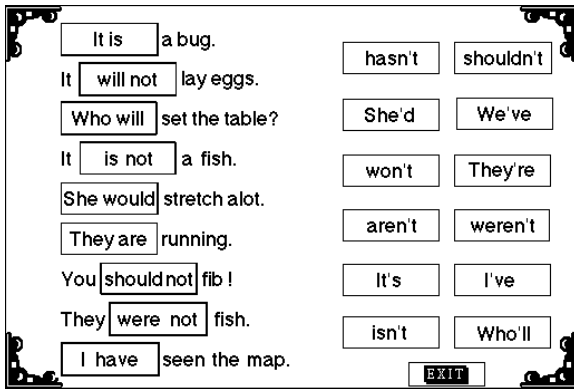 It is a bug.
It will not lay eggs.
Who will set the table?
It is not a fish.
She would stretch alot.
They are running.
You should not fib !
They were not fish.
I have seen the map.
hasn't shouldn't
She'd We've
won't They're
aren't weren't
It's I've
isn't Who'll
EXIT